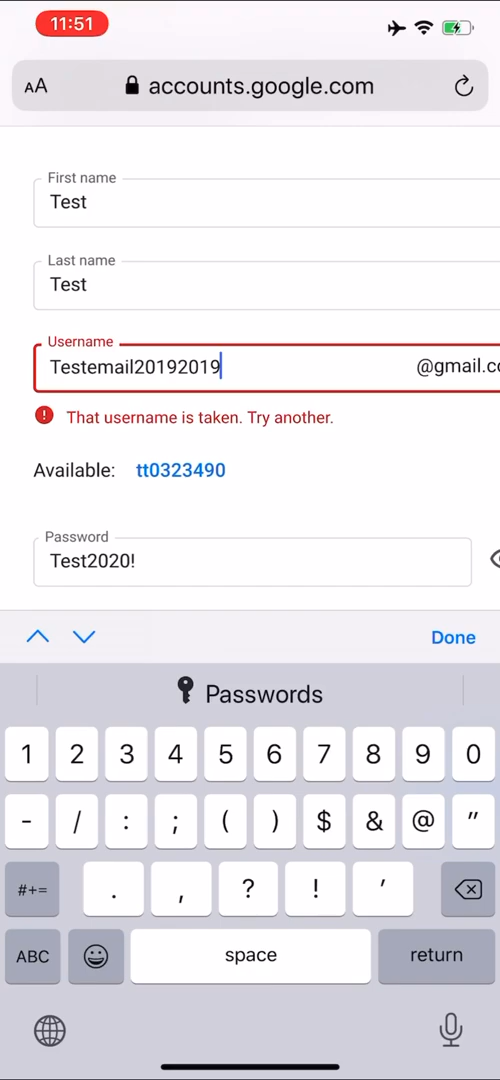 11:51
AA accounts.google.com
First name
Test
Last name
Test
Username
Testemail20192019 @gmail.co
That username is taken. Try another.
Available: tt0323490
Password
Test2020!
Done
Passwords
1 2 3 4 5 6 7 8 9 0
- / : ; ( ) $ & @ "
#+= . , ? ! '
ABC space return